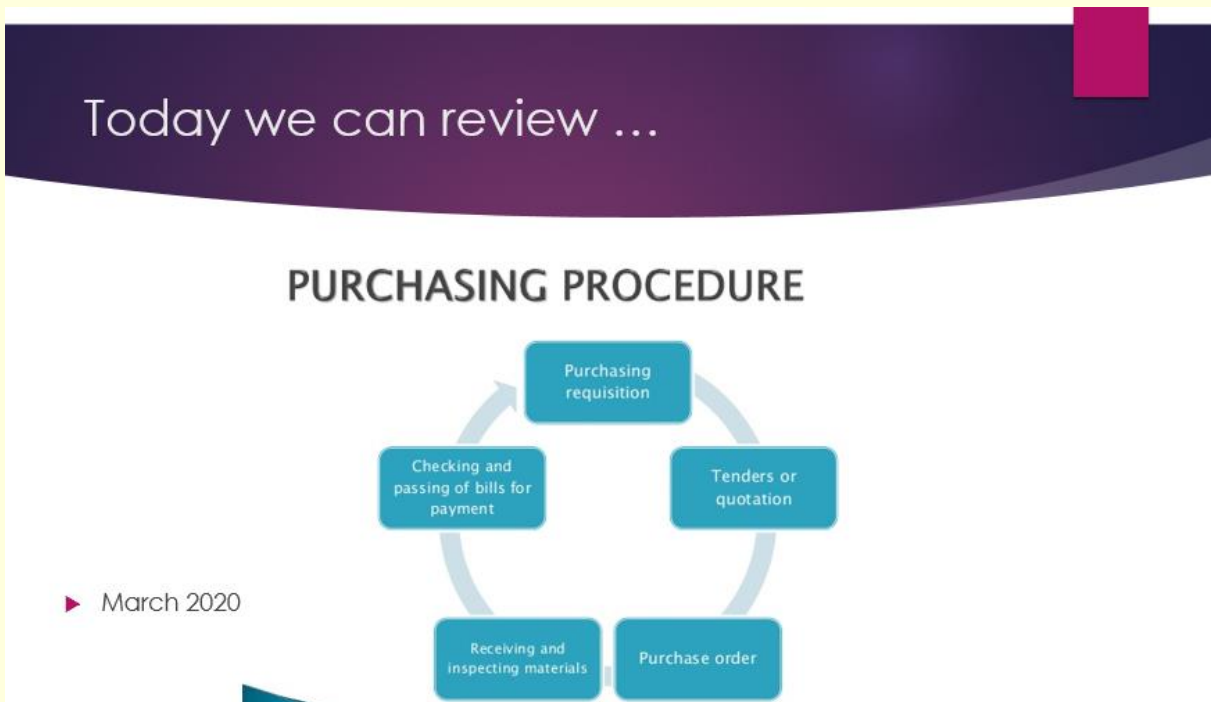 Today we can review ...
PURCHASING PROCEDURE
Purchasing
requisition
Tenders or
quotation
Purchase order
Receiving and
inspecting materials
Checking and
passing of bills for
payment
March 2020